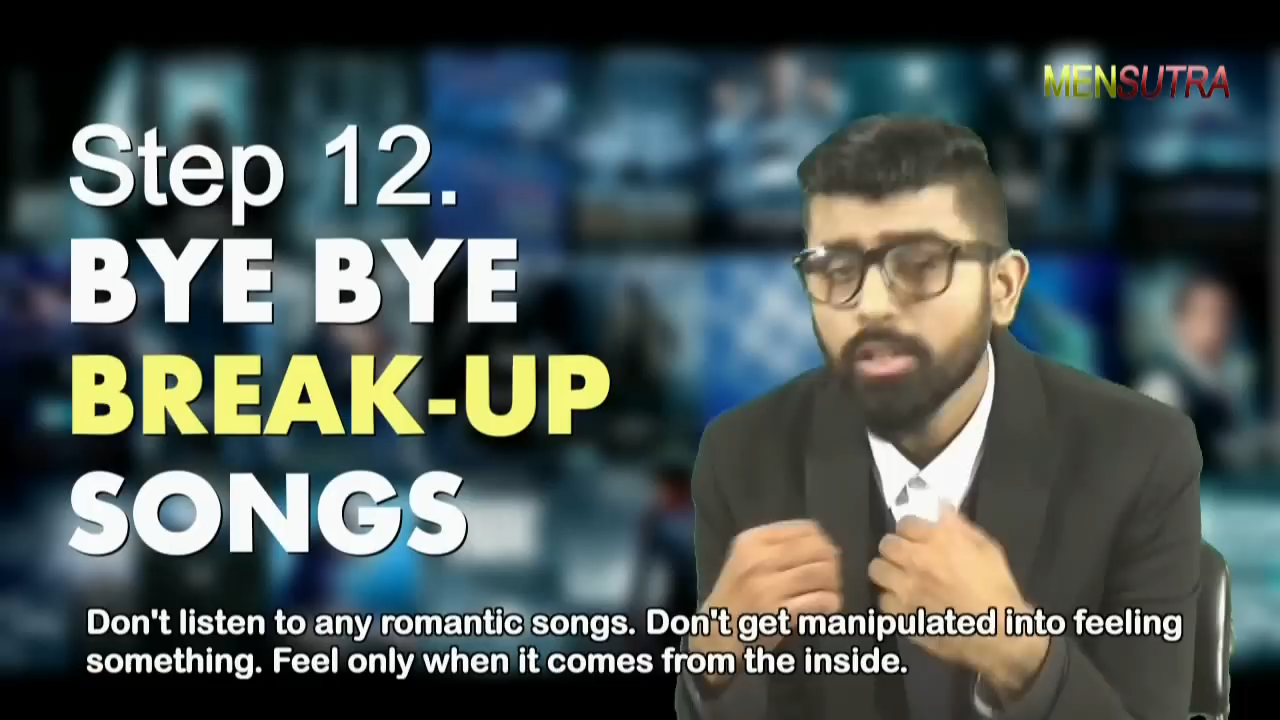 MENSUTRA
Step 12.
BYE BYE
BREAK-UP
SONGS
Don't listen to any romantic songs. Don't get manipulated into feeling
something. Feel only when it comes from the inside.